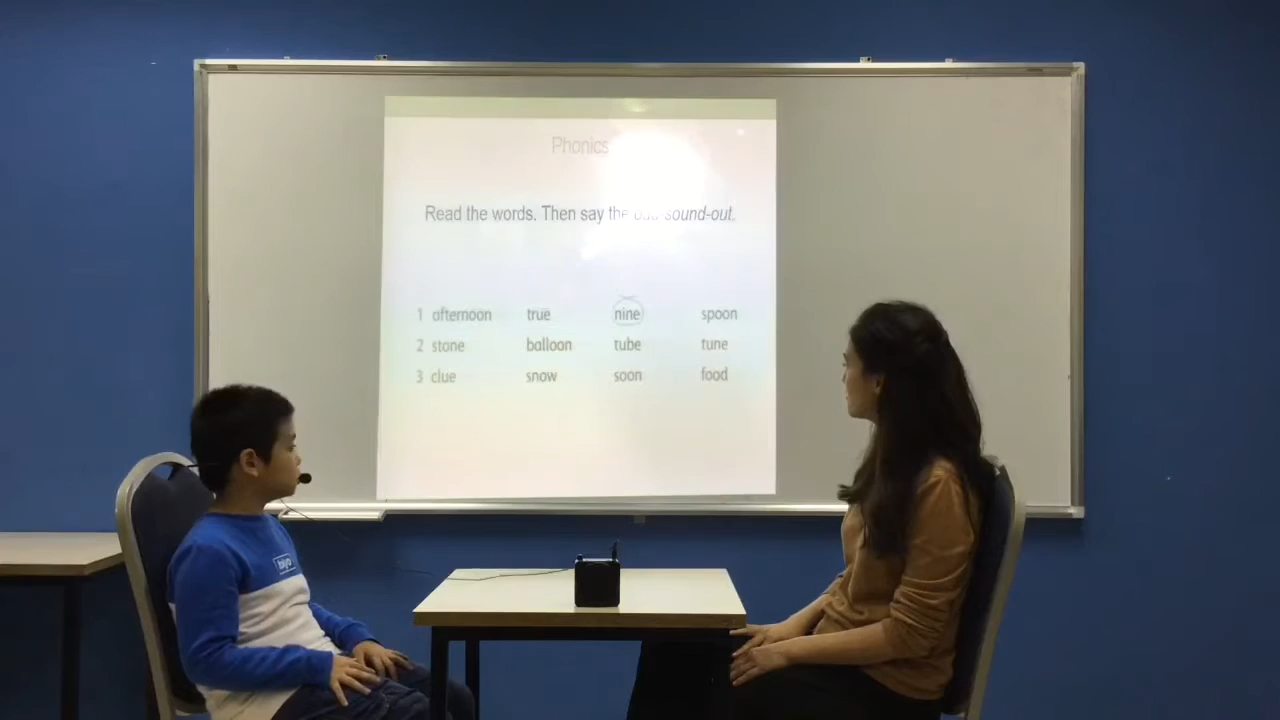 Phonics
Read the words. Then say the odd-sound-out.
1 afternoon true nine spoon
2 stone balloon tube tune
3 clue snow soon food